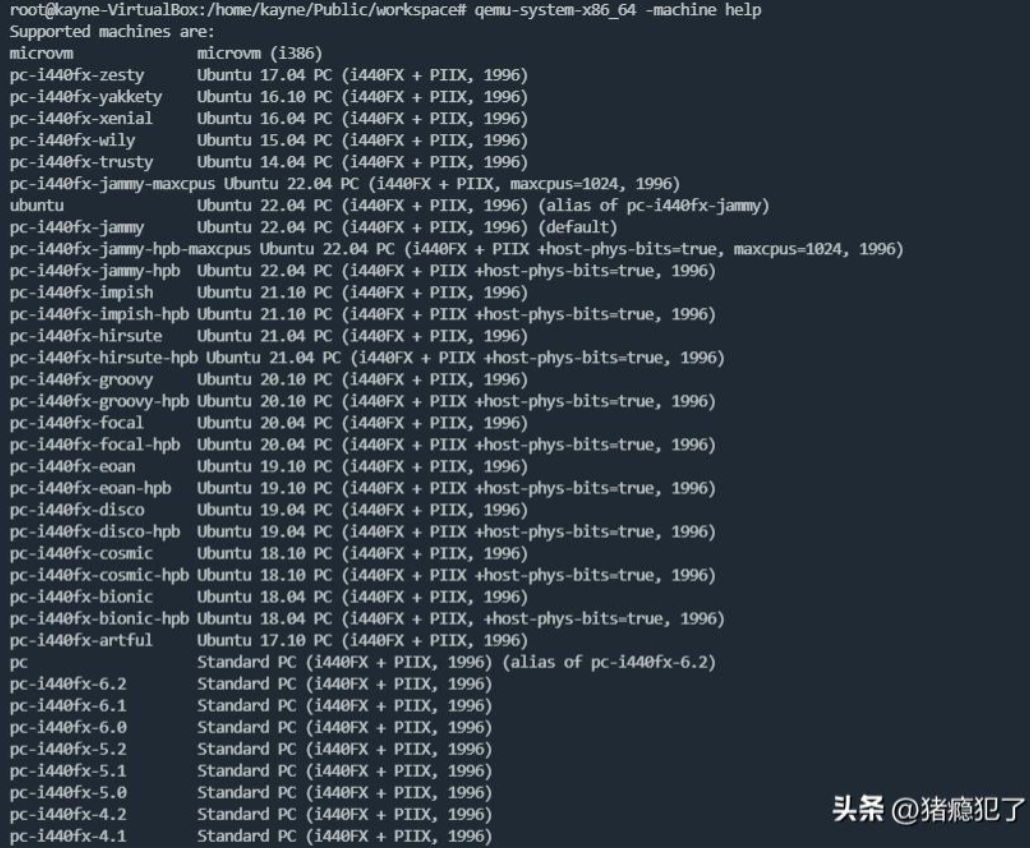 root@kayne-VirtualBox:/home/kayne/Public/workspace# qemu-system-x86_64 -machine help
Supported machines are:
microvm              microvm (i386)
pc-i440fx-zesty      Ubuntu 17.04 PC (i440FX + PIIX, 1996)
pc-i440fx-yakkety    Ubuntu 16.10 PC (i440FX + PIIX, 1996)
pc-i440fx-xenial     Ubuntu 16.04 PC (i440FX + PIIX, 1996)
pc-i440fx-wily       Ubuntu 15.04 PC (i440FX + PIIX, 1996)
pc-i440fx-trusty     Ubuntu 14.04 PC (i440FX + PIIX, 1996)
pc-i440fx-jammy-maxcpus Ubuntu 22.04 PC (i440FX + PIIX, maxcpus=1024, 1996)
ubuntu               Ubuntu 22.04 PC (i440FX + PIIX, 1996) (alias of pc-i440fx-jammy)
pc-i440fx-jammy      Ubuntu 22.04 PC (i440FX + PIIX, 1996) (default)
pc-i440fx-jammy-hpb-maxcpus Ubuntu 22.04 PC (i440FX + PIIX +host-phys-bits=true, maxcpus=1024, 1996)
pc-i440fx-jammy-hpb  Ubuntu 22.04 PC (i440FX + PIIX +host-phys-bits=true, 1996)
pc-i440fx-impish     Ubuntu 21.10 PC (i440FX + PIIX, 1996)
pc-i440fx-impish-hpb Ubuntu 21.10 PC (i440FX + PIIX +host-phys-bits=true, 1996)
pc-i440fx-hirsute    Ubuntu 21.04 PC (i440FX + PIIX, 1996)
pc-i440fx-hirsute-hpb Ubuntu 21.04 PC (i440FX + PIIX +host-phys-bits=true, 1996)
pc-i440fx-groovy     Ubuntu 20.10 PC (i440FX + PIIX, 1996)
pc-i440fx-groovy-hpb Ubuntu 20.10 PC (i440FX + PIIX +host-phys-bits=true, 1996)
pc-i440fx-focal      Ubuntu 20.04 PC (i440FX + PIIX, 1996)
pc-i440fx-focal-hpb  Ubuntu 20.04 PC (i440FX + PIIX +host-phys-bits=true, 1996)
pc-i440fx-eoan       Ubuntu 19.10 PC (i440FX + PIIX, 1996)
pc-i440fx-eoan-hpb   Ubuntu 19.10 PC (i440FX + PIIX +host-phys-bits=true, 1996)
pc-i440fx-disco      Ubuntu 19.04 PC (i440FX + PIIX, 1996)
pc-i440fx-disco-hpb  Ubuntu 19.04 PC (i440FX + PIIX +host-phys-bits=true, 1996)
pc-i440fx-cosmic     Ubuntu 18.10 PC (i440FX + PIIX, 1996)
pc-i440fx-cosmic-hpb Ubuntu 18.10 PC (i440FX + PIIX +host-phys-bits=true, 1996)
pc-i440fx-bionic     Ubuntu 18.04 PC (i440FX + PIIX, 1996)
pc-i440fx-bionic-hpb Ubuntu 18.04 PC (i440FX + PIIX, +host-phys-bits=true, 1996)
pc-i440fx-artful     Ubuntu 17.10 PC (i440FX + PIIX, 1996)
pc                   Standard PC (i440FX + PIIX, 1996) (alias of pc-i440fx-6.2)
pc-i440fx-6.2        Standard PC (i440FX + PIIX, 1996)
pc-i440fx-6.1        Standard PC (i440FX + PIIX, 1996)
pc-i440fx-6.0        Standard PC (i440FX + PIIX, 1996)
pc-i440fx-5.2        Standard PC (i440FX + PIIX, 1996)
pc-i440fx-5.1        Standard PC (i440FX + PIIX, 1996)
pc-i440fx-5.0        Standard PC (i440FX + PIIX, 1996)
pc-i440fx-4.2        Standard PC (i440FX + PIIX, 1996)
pc-i440fx-4.1        Standard PC (i440FX + PIIX, 1996)
头条 @猪瘾犯了